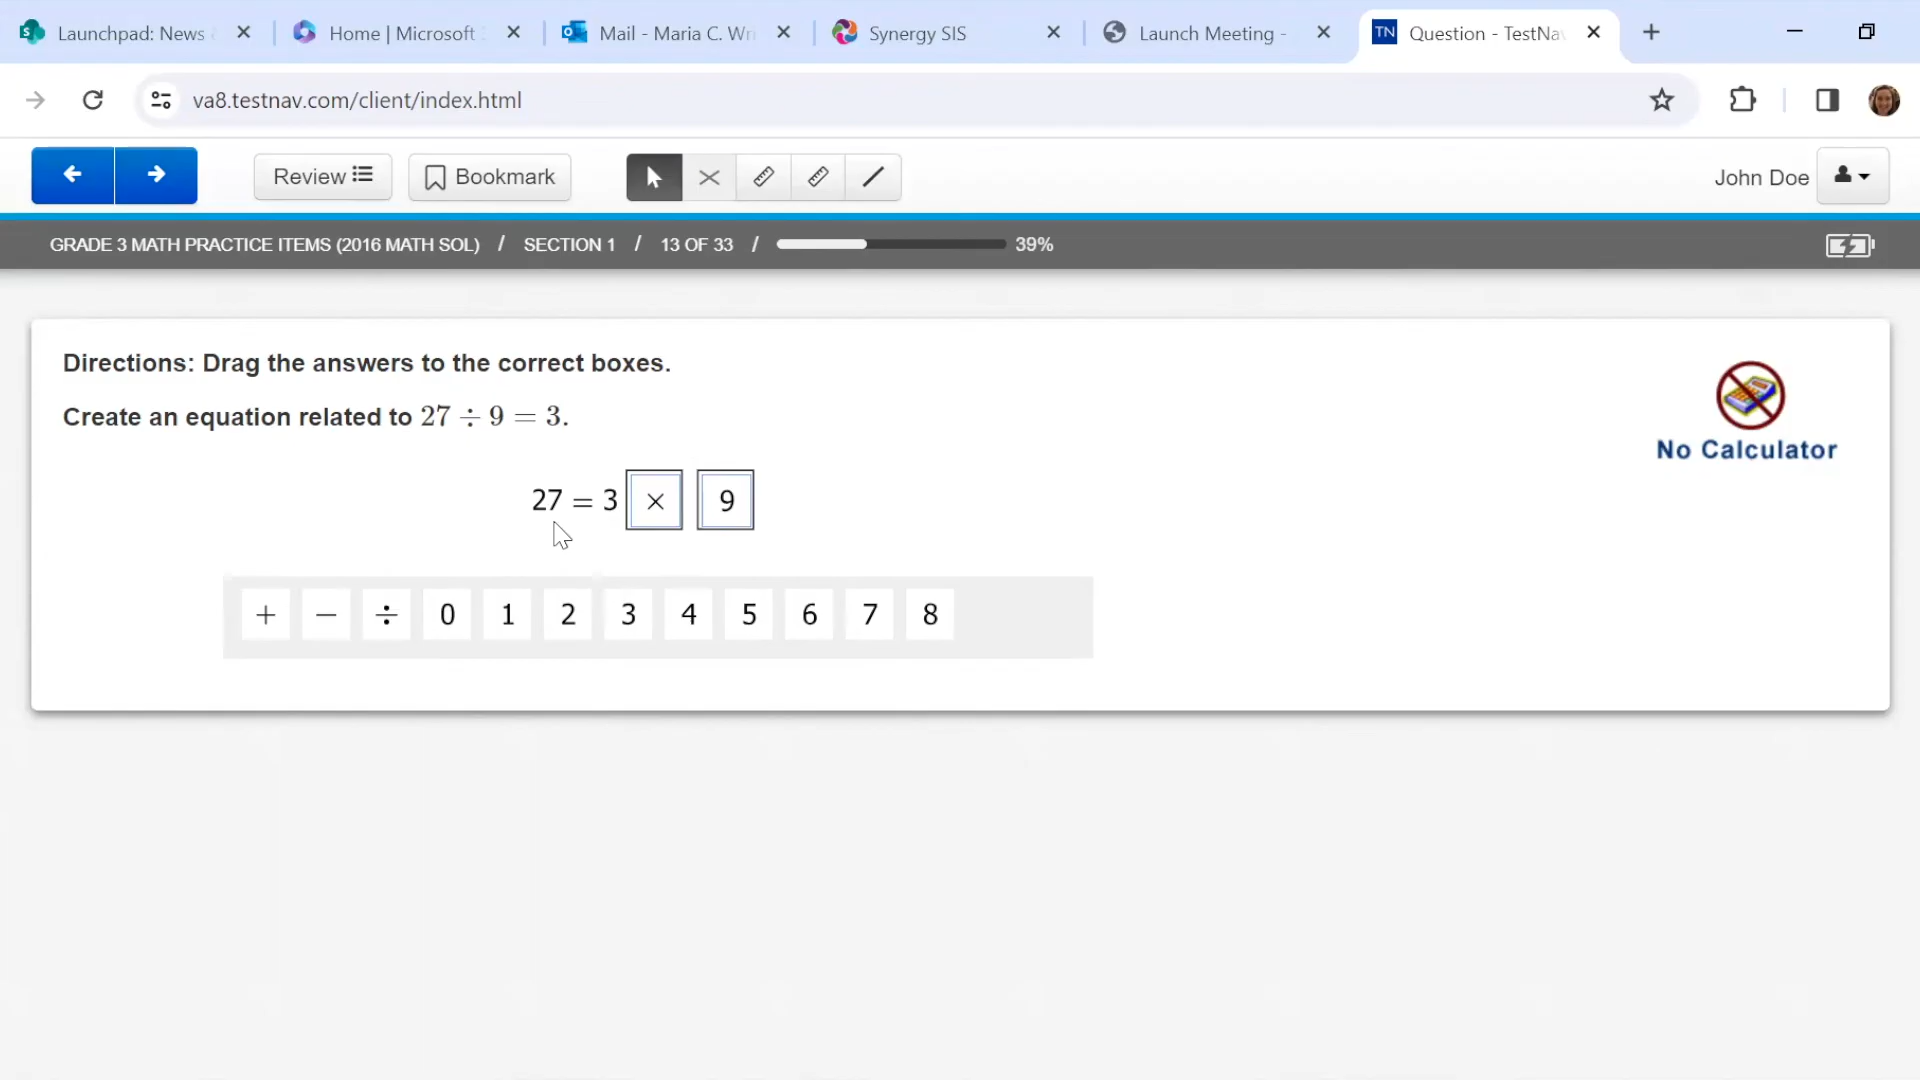 Launchpad: News
Home | Microsoft
Mail - Maria C. Wr
Synergy SIS
Launch Meeting -
TN Question - TestNa
va8.testnav.com/client/index.html
Review
Bookmark
John Doe
GRADE 3 MATH PRACTICE ITEMS (2016 MATH SOL) / SECTION 1 / 13 OF 33 / 39%
Directions: Drag the answers to the correct boxes.
Create an equation related to 27 ÷ 9 = 3.
No Calculator
27 = 3 × 9
+ − ÷ 0 1 2 3 4 5 6 7 8